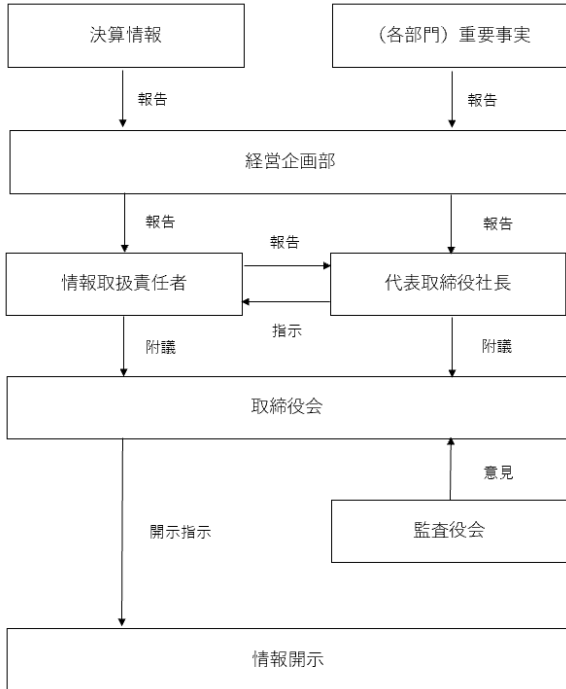 決算情報
（各部門）重要事実
報告
報告
経営企画部
報告
報告
報告
情報取扱責任者
代表取締役社長
指示
附議
附議
取締役会
意見
監査役会
開示指示
情報開示